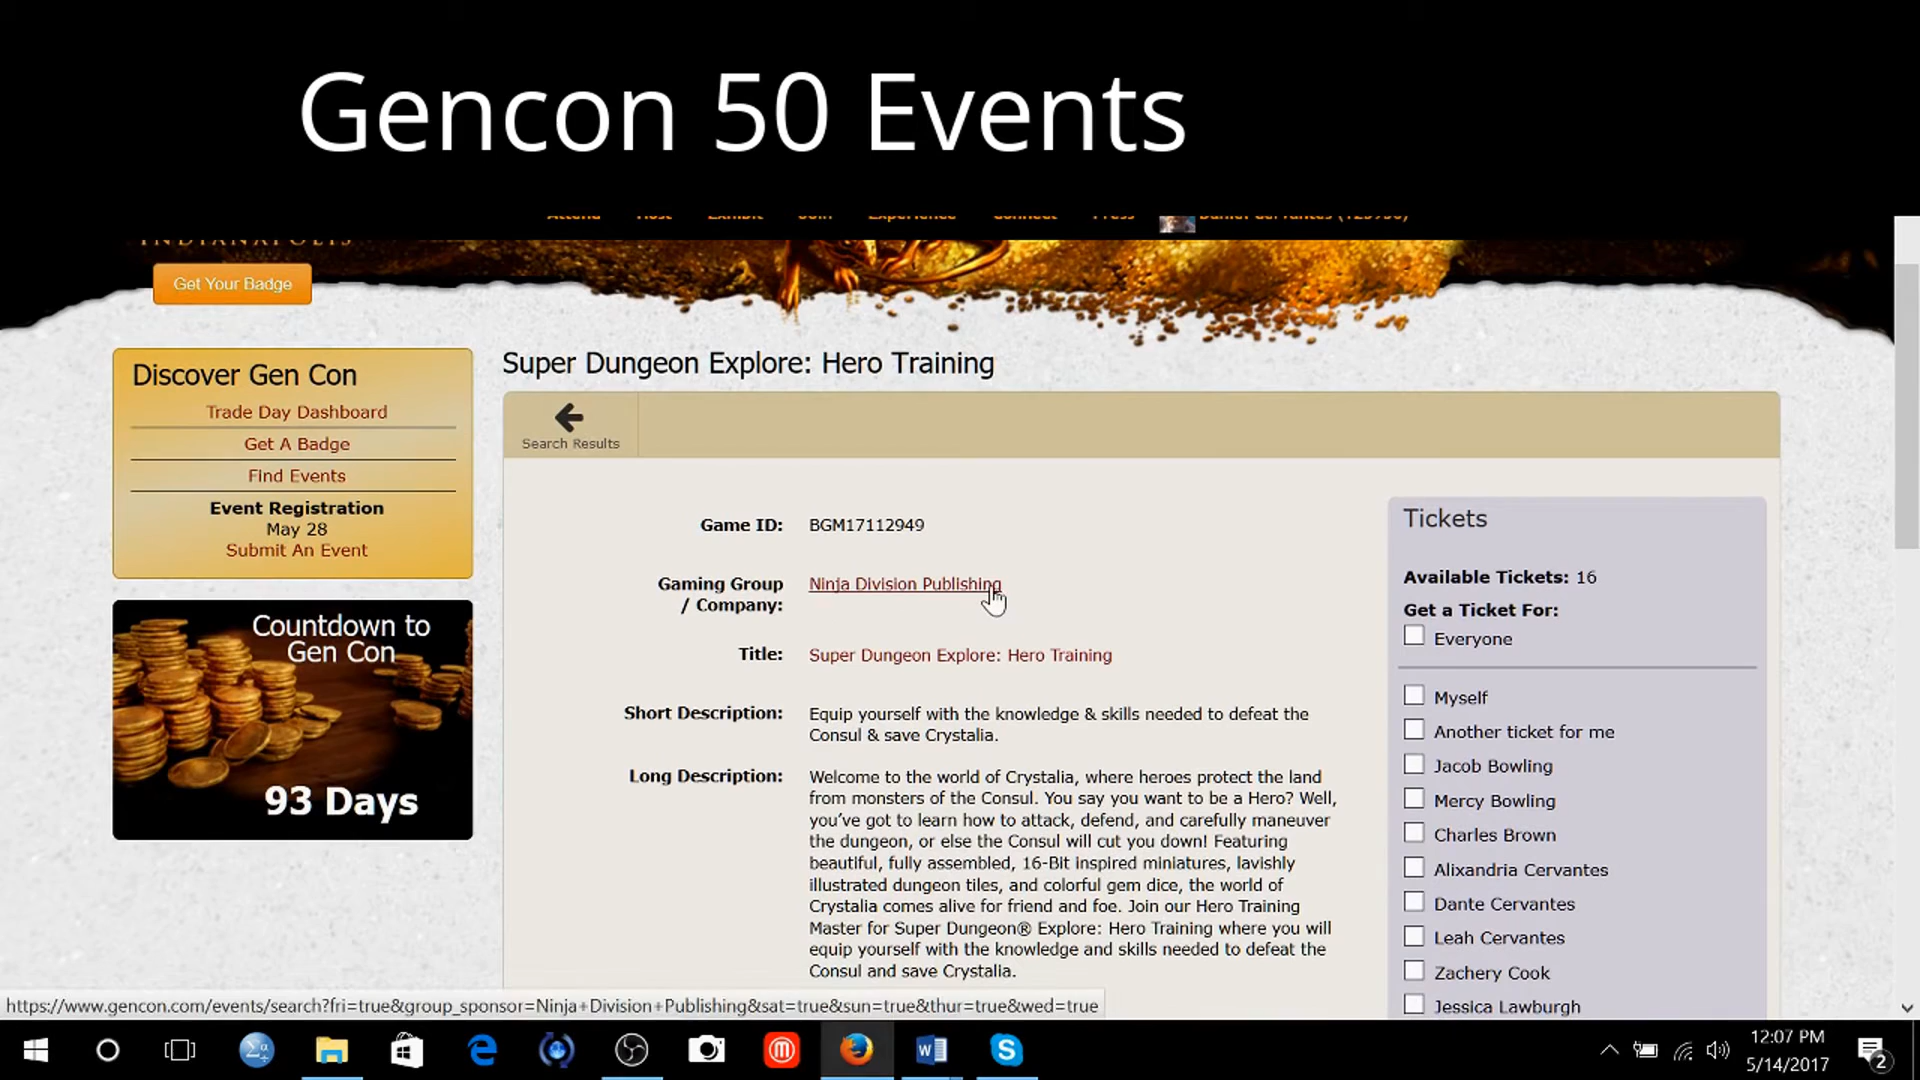 Gencon 50 Events
Attend Host Exhibit Join Experience Connect Press
INDIANAPOLIS
Get Your Badge
Discover Gen Con
Trade Day Dashboard
Get A Badge
Find Events
Event Registration
May 28
Submit An Event
Countdown to
Gen Con
93 Days
Super Dungeon Explore: Hero Training
Search Results
Game ID: BGM17112949
Gaming Group
/ Company:
Ninja Division Publishing
Title: Super Dungeon Explore: Hero Training
Short Description: Equip yourself with the knowledge & skills needed to defeat the
Consul & save Crystalia.
Long Description: Welcome to the world of Crystalia, where heroes protect the land
from monsters of the Consul. You say you want to be a Hero? Well,
you've got to learn how to attack, defend, and carefully maneuver
the dungeon, or else the Consul will cut you down! Featuring
beautiful, fully assembled, 16-Bit inspired miniatures, lavishly
illustrated dungeon tiles, and colorful gem dice, the world of
Crystalia comes alive for friend and foe. Join our Hero Training
Master for Super Dungeon® Explore: Hero Training where you will
equip yourself with the knowledge and skills needed to defeat the
Consul and save Crystalia.
Tickets
Available Tickets: 16
Get a Ticket For:
Everyone
Myself
Another ticket for me
Jacob Bowling
Mercy Bowling
Charles Brown
Alixandria Cervantes
Dante Cervantes
Leah Cervantes
Zachery Cook
Jessica Lawburgh
https://www.gencon.com/events/search?fri=true&group_sponsor=Ninja+Division+Publishing&sat=true&sun=true&thur=true&wed=true
12:07 PM
5/14/2017
2